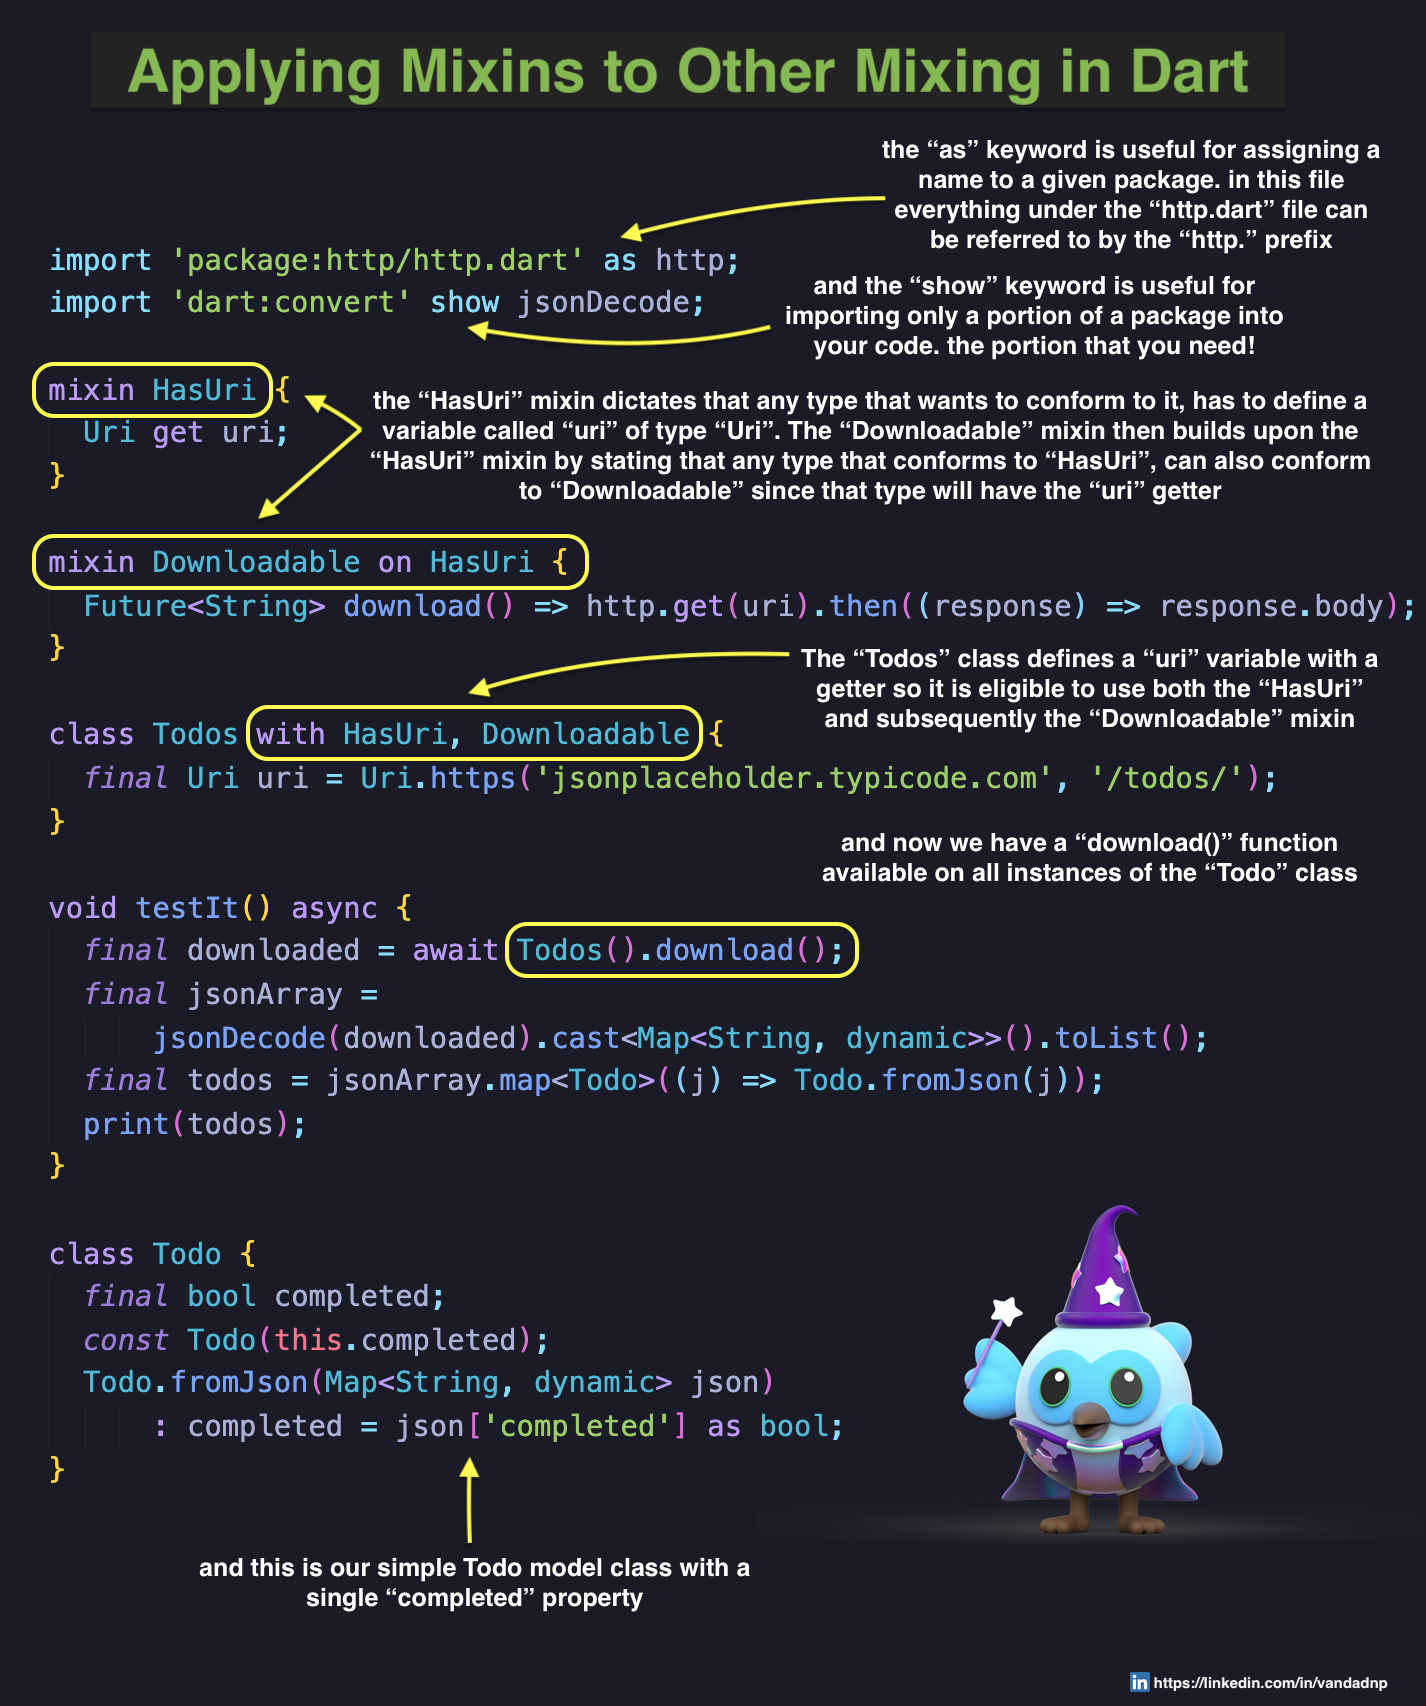 Applying Mixins to Other Mixing in Dart
the “as” keyword is useful for assigning a
name to a given package. in this file
everything under the “http.dart” file can
be referred to by the “http.” prefix
import 'package:http/http.dart' as http;
import 'dart:convert' show jsonDecode;
and the “show” keyword is useful for
importing only a portion of a package into
your code. the portion that you need!
mixin HasUri {
Uri get uri;
}
the “HasUri” mixin dictates that any type that wants to conform to it, has to define a
variable called “uri” of type “Uri”. The “Downloadable” mixin then builds upon the
“HasUri” mixin by stating that any type that conforms to “HasUri”, can also conform
to “Downloadable” since that type will have the “uri” getter
mixin Downloadable on HasUri {
Future<String> download() => http.get(uri).then((response) => response.body);
}
The “Todos” class defines a “uri” variable with a
getter so it is eligible to use both the “HasUri”
and subsequently the “Downloadable” mixin
class Todos with HasUri, Downloadable {
final Uri uri = Uri.https('jsonplaceholder.typicode.com', '/todos/');
}
and now we have a “download()” function
available on all instances of the “Todo” class
void testIt() async {
final downloaded = await Todos().download();
final jsonArray =
jsonDecode(downloaded).cast<Map<String, dynamic>>().toList();
final todos = jsonArray.map<Todo>((j) => Todo.fromJson(j));
print(todos);
}
class Todo {
final bool completed;
const Todo(this.completed);
Todo.fromJson(Map<String, dynamic> json)
: completed = json['completed'] as bool;
}
and this is our simple Todo model class with a
single “completed” property
in https://linkedin.com/in/vandadnp